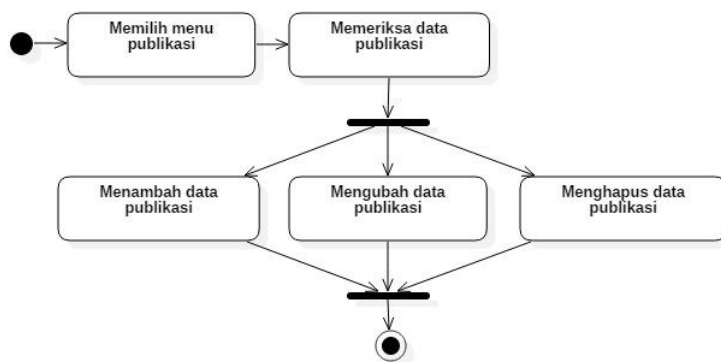 Memilih menu
publikasi
Memeriksa data
publikasi
Menambah data
publikasi
Mengubah data
publikasi
Menghapus data
publikasi